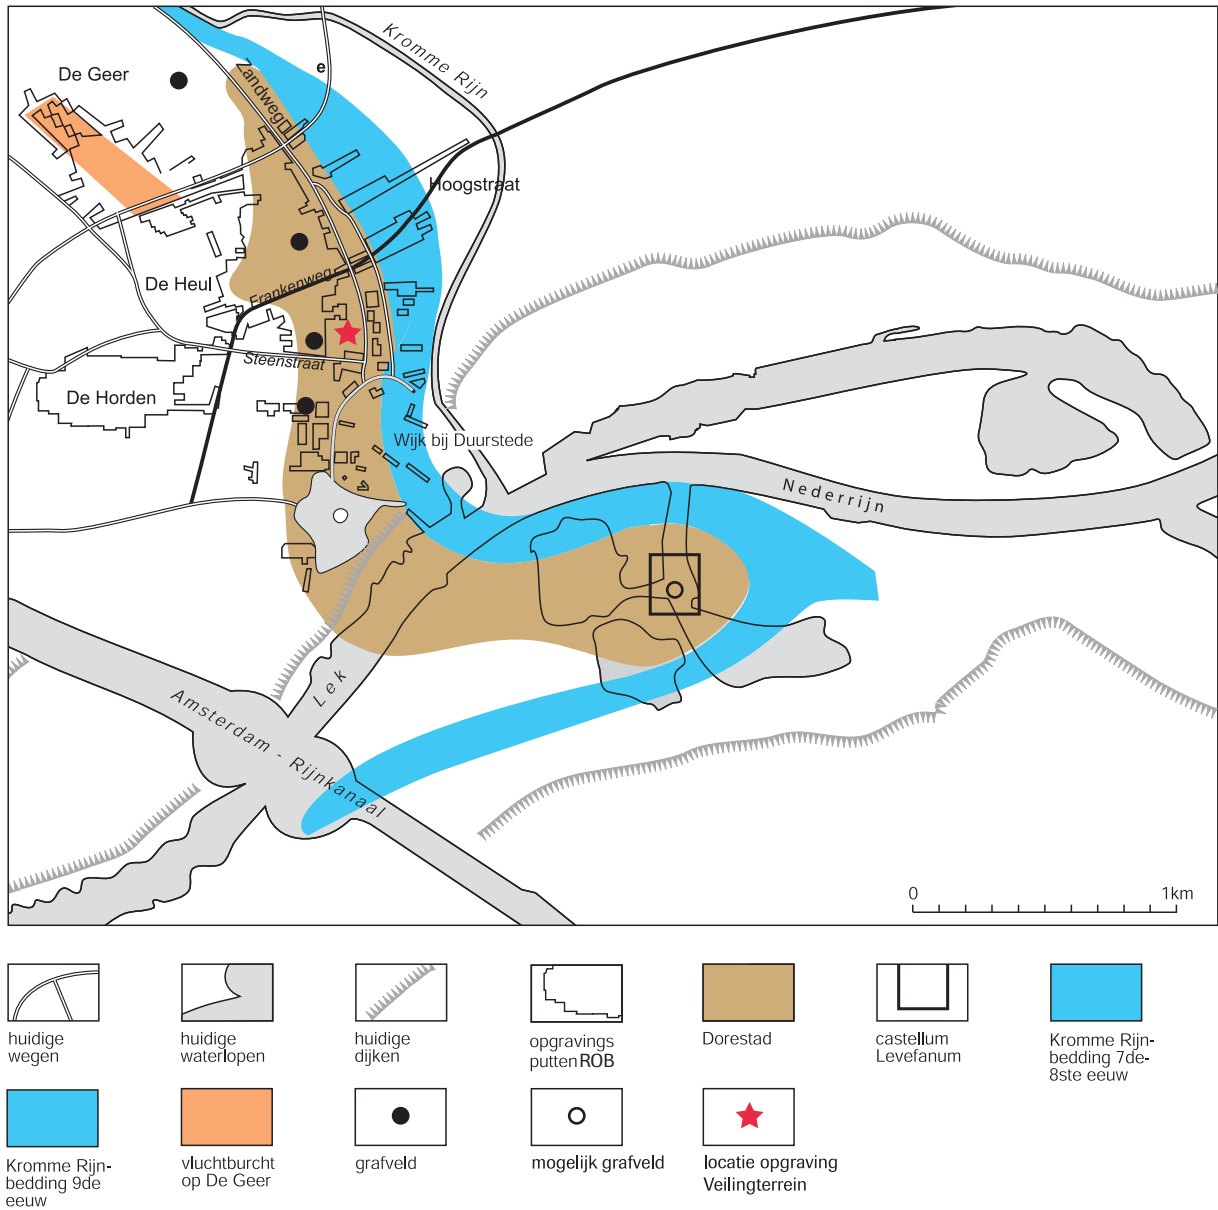 Kromme Rijn
e
De Geer
Zandweg
Hoogstraat
De Heul
Frankenweg
Steenstraat
De Horden
Wijk bij Duurstede
Nederrijn
Lek
Amsterdam - Rijnkanaal
0 1km
huidige
wegen
huidige
waterlopen
huidige
dijken
opgravings
putten ROB
Dorestad
castellum
Levefanum
Kromme Rijn-
bedding 7de-
8ste eeuw
Kromme Rijn-
bedding 9de
eeuw
vluchtburcht
op De Geer
grafveld
mogelijk grafveld
locatie opgraving
Veilingterrein